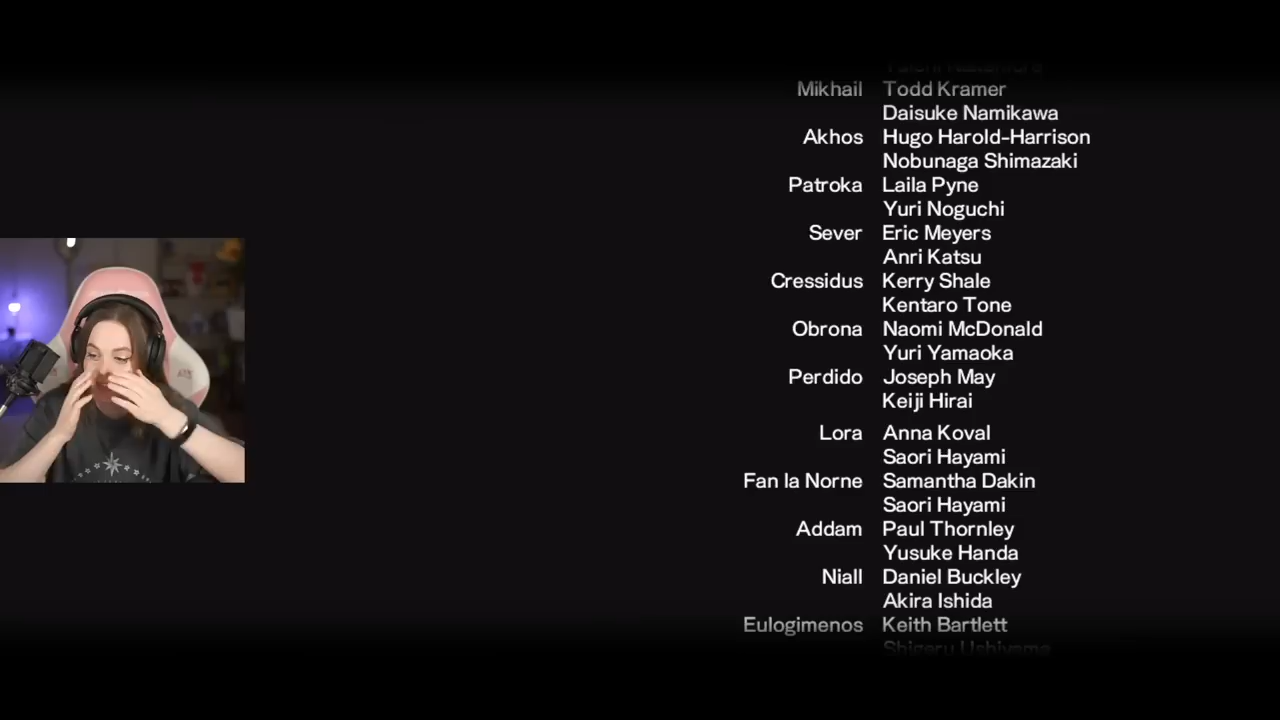 Mikhail Todd Kramer
Daisuke Namikawa
Akhos Hugo Harold-Harrison
Nobunaga Shimazaki
Patroka Laila Pyne
Yuri Noguchi
Sever Eric Meyers
Anri Katsu
Cressidus Kerry Shale
Kentaro Tone
Obrona Naomi McDonald
Yuri Yamaoka
Perdido Joseph May
Keiji Hirai
Lora Anna Koval
Saori Hayami
Fan la Norne Samantha Dakin
Saori Hayami
Addam Paul Thornley
Yusuke Handa
Niall Daniel Buckley
Akira Ishida
Eulogimenos Keith Bartlett
Shigeru Ushiyama